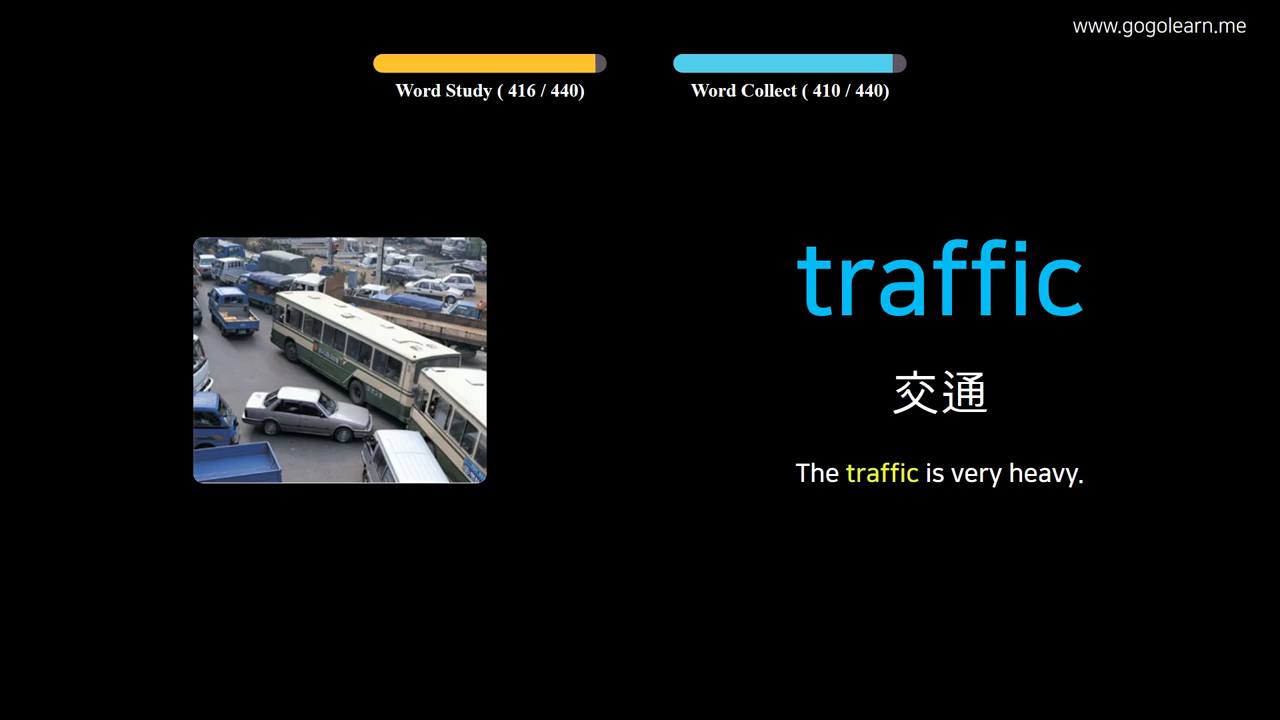 www.gogolearn.me
Word Study ( 416 / 440)
Word Collect ( 410 / 440)
traffic
交通
The traffic is very heavy.